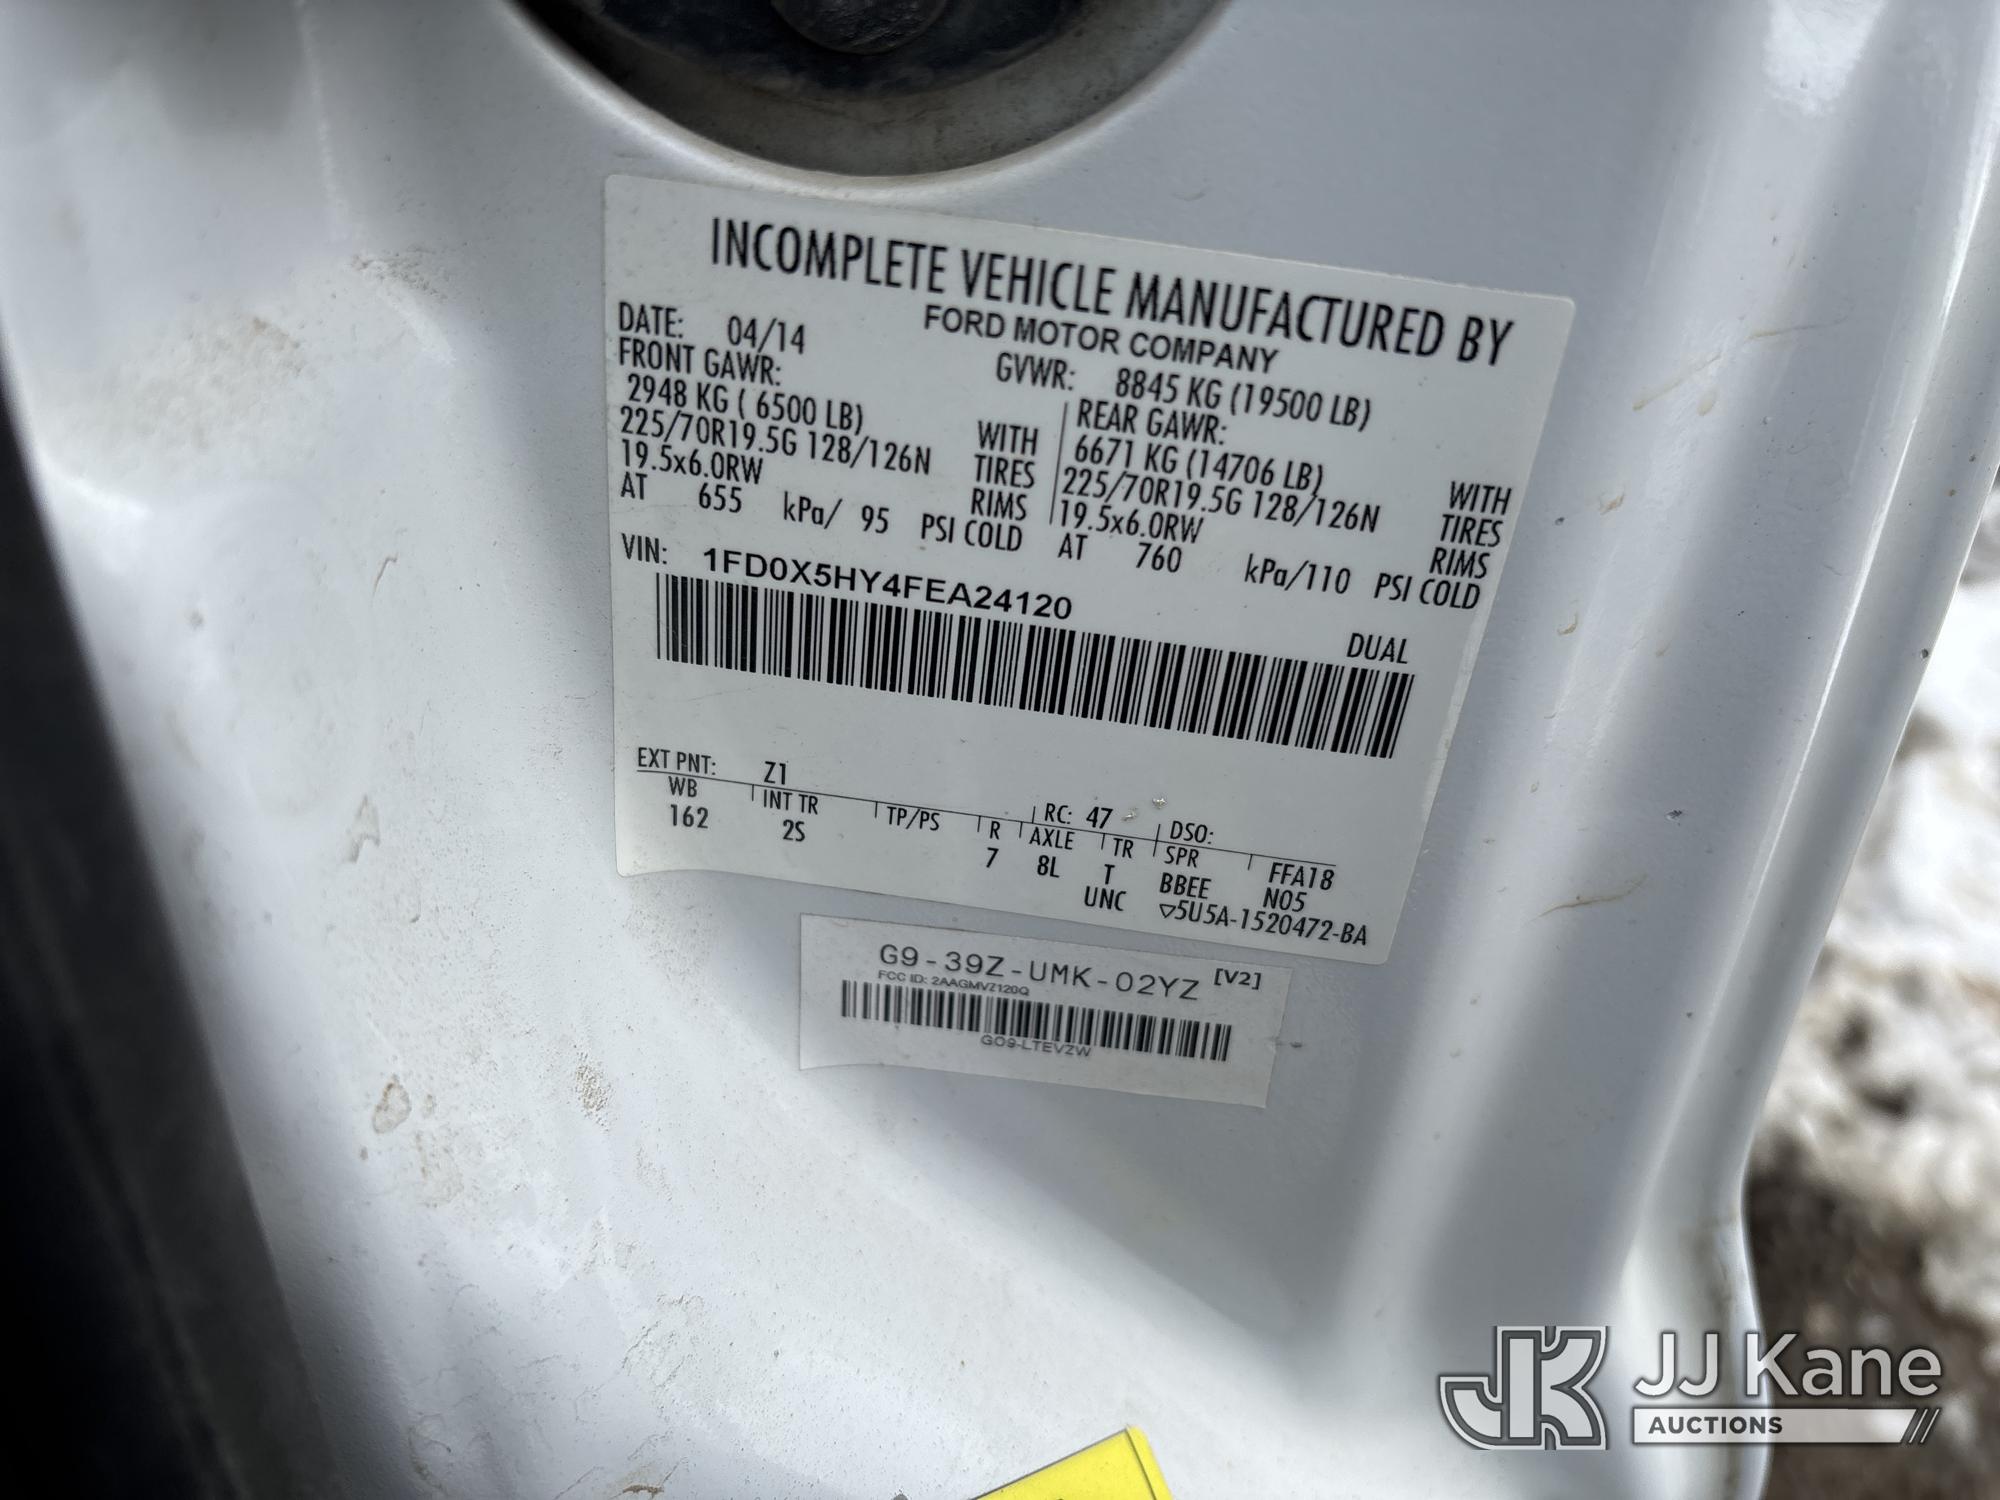 INCOMPLETE VEHICLE MANUFACTURED BY
FORD MOTOR COMPANY
DATE: 04/14
GVWR: 8845 KG (19500 LB)
FRONT GAWR:
2948 KG ( 6500 LB)
225/70R19.5G 128/126N
19.5x6.0RW
AT 655 kPa/ 95 PSI COLD
WITH
TIRES
RIMS
REAR GAWR:
6671 KG (14706 LB)
225/70R19.5G 128/126N
19.5x6.0RW
AT 760 kPa/110 PSI COLD
WITH
TIRES
RIMS
VIN: 1FD0X5HY4FEA24120
DUAL
EXT PNT: Z1
RC: 47 DSO:
WB INT TR TP/PS R AXLE TR SPR FFA18
162 2S 7 8L T BBEE N05
UNC ▽5U5A-1520472-BA
G9-39Z-UMK-02YZ [V2]
FCC ID: 2AAGMVZ120Q
GO9-LTEVZW
JK JJ Kane
AUCTIONS